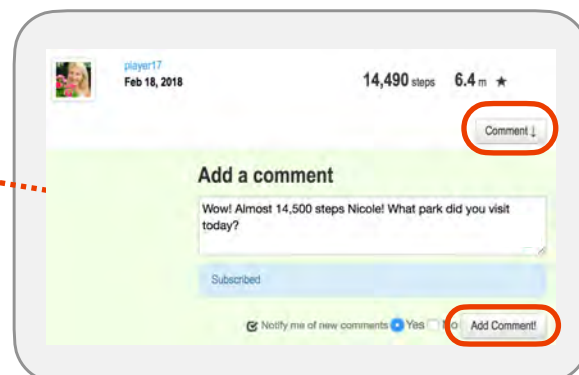 player17
Feb 18, 2018
14,490 steps 6.4 m ★
Comment ↓
Add a comment
Wow! Almost 14,500 steps Nicole! What park did you visit
today?
Subscribed
Notify me of new comments Yes No Add Comment!